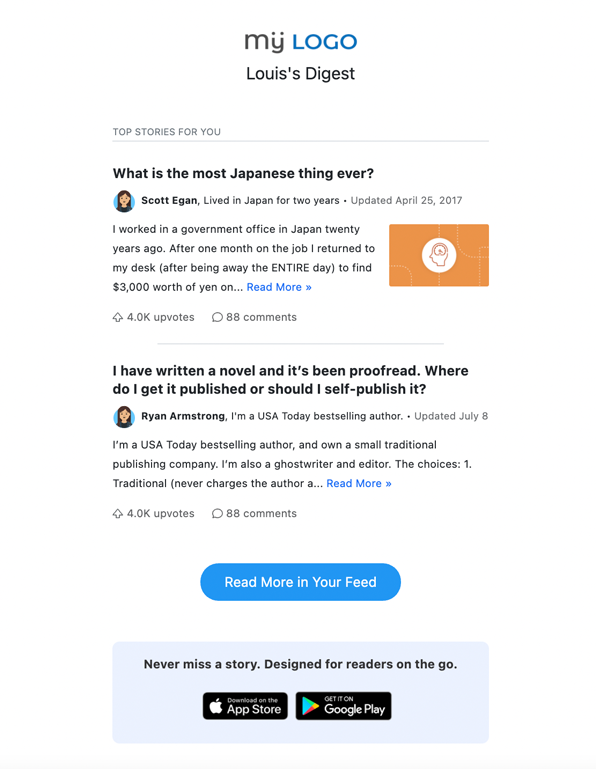 mÿ LOGO
Louis's Digest
TOP STORIES FOR YOU
What is the most Japanese thing ever?
Scott Egan, Lived in Japan for two years • Updated April 25, 2017
I worked in a government office in Japan twenty
years ago. After one month on the job I returned to
my desk (after being away the ENTIRE day) to find
$3,000 worth of yen on... Read More »
4.0K upvotes 88 comments
I have written a novel and it’s been proofread. Where
do I get it published or should I self-publish it?
Ryan Armstrong, I'm a USA Today bestselling author. • Updated July 8
I’m a USA Today bestselling author, and own a small traditional
publishing company. I’m also a ghostwriter and editor. The choices: 1.
Traditional (never charges the author a... Read More »
4.0K upvotes 88 comments
Read More in Your Feed
Never miss a story. Designed for readers on the go.
Download on the
App Store
GET IT ON
Google Play